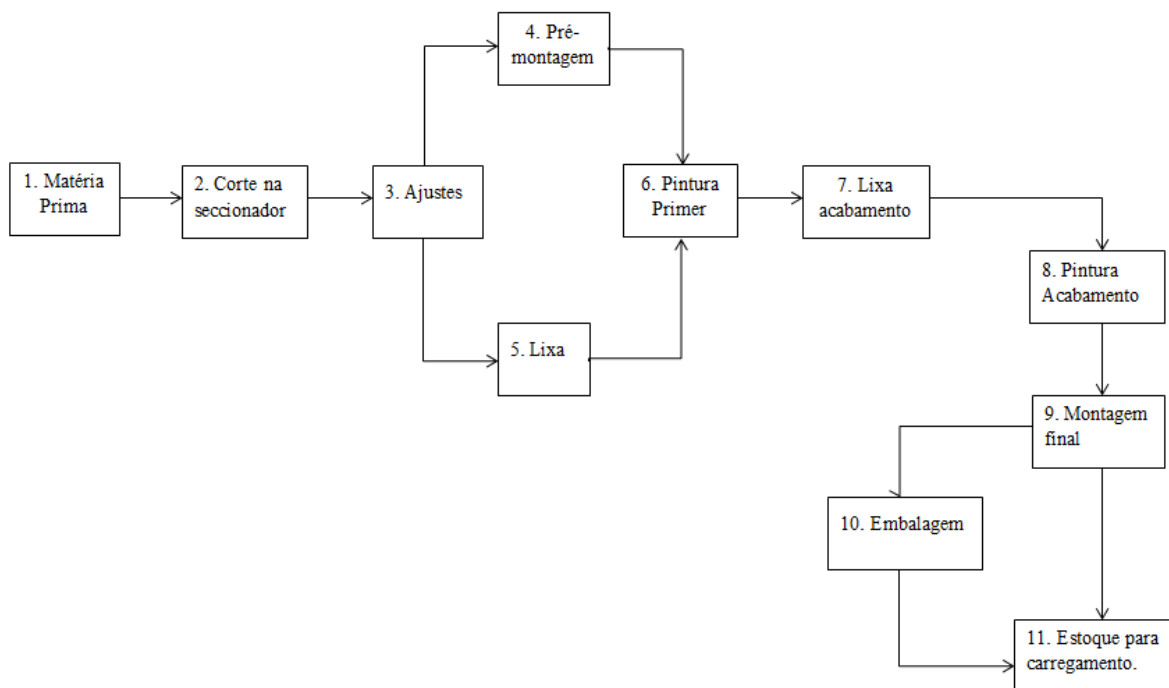 4. Pré-
montagem
1. Matéria
Prima
2. Corte na
seccionador
3. Ajustes
6. Pintura
Primer
7. Lixa
acabamento
8. Pintura
Acabamento
5. Lixa
9. Montagem
final
10. Embalagem
11. Estoque para
carregamento.